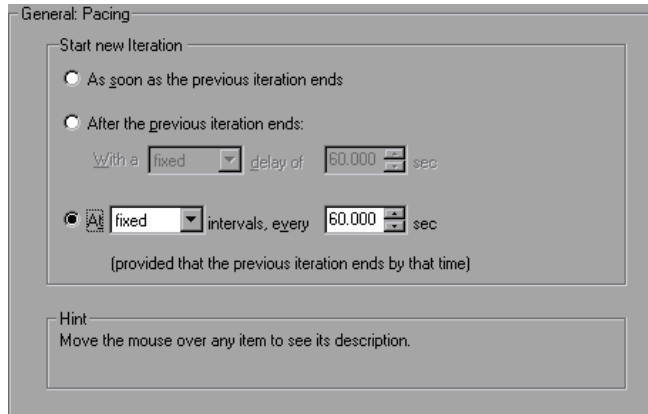 General: Pacing
Start new Iteration
As soon as the previous iteration ends
After the previous iteration ends:
With a fixed delay of 60.000 sec
At fixed intervals, every 60.000 sec
(provided that the previous iteration ends by that time)
Hint
Move the mouse over any item to see its description.